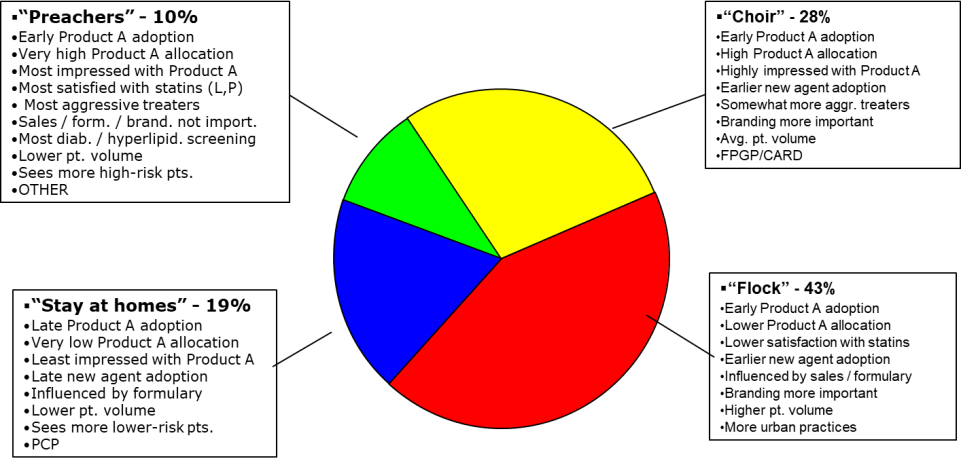 ▪“Preachers” - 10%
•Early Product A adoption
•Very high Product A allocation
•Most impressed with Product A
•Most satisfied with statins (L,P)
• Most aggressive treaters
•Sales / form. / brand. not import.
•Most diab. / hyperlipid. screening
•Lower pt. volume
•Sees more high-risk pts.
•OTHER
▪“Choir” - 28%
•Early Product A adoption
•High Product A allocation
•Highly impressed with Product A
•Earlier new agent adoption
•Somewhat more aggr. treaters
•Branding more important
•Avg. pt. volume
•FPGP/CARD
▪“Stay at homes” - 19%
•Late Product A adoption
•Very low Product A allocation
•Least impressed with Product A
•Late new agent adoption
•Influenced by formulary
•Lower pt. volume
•Sees more lower-risk pts.
•PCP
▪“Flock” - 43%
•Early Product A adoption
•Lower Product A allocation
•Lower satisfaction with statins
•Earlier new agent adoption
•Influenced by sales / formulary
•Branding more important
•Higher pt. volume
•More urban practices